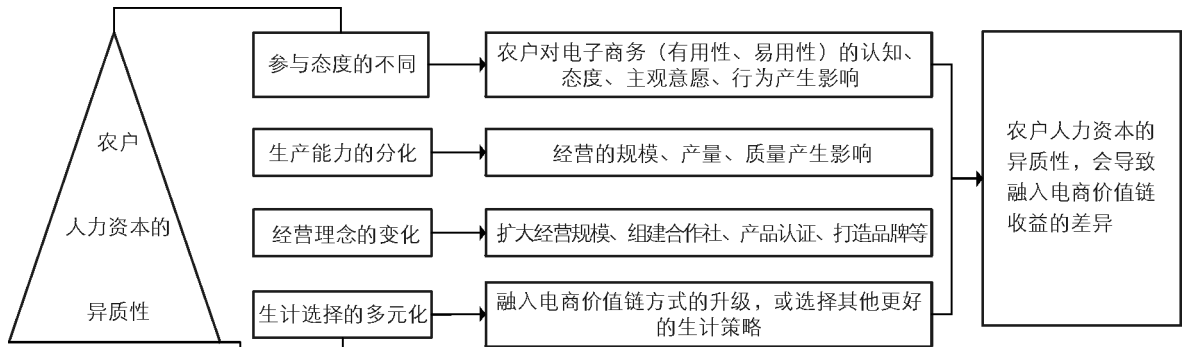 农户
人力资本的
异质性
参与态度的不同
农户对电子商务（有用性、易用性）的认知、
态度、主观意愿、行为产生影响
生产能力的分化
经营的规模、产量、质量产生影响
经营理念的变化
扩大经营规模、组建合作社、产品认证、打造品牌等
生计选择的多元化
融入电商价值链方式的升级，或选择其他更好
的生计策略
农户人力资本的
异质性，会导致
融入电商价值链
收益的差异